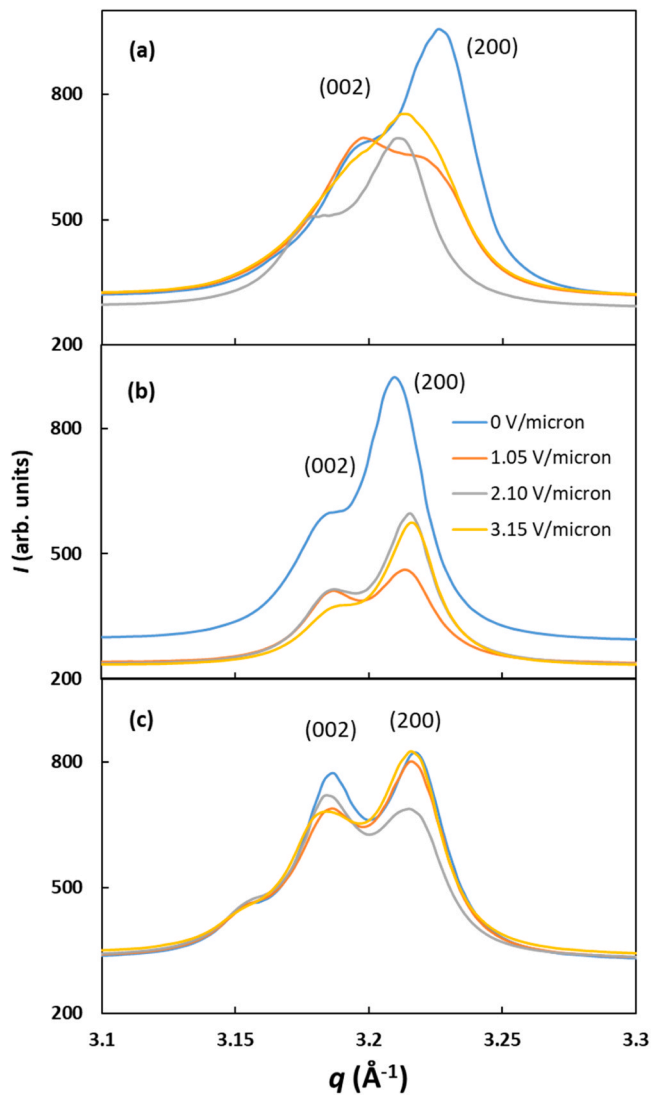 (a)
(200)
(002)
800
500
200
(b)
(200)
(002)
800
500
200
0 V/micron
1.05 V/micron
2.10 V/micron
3.15 V/micron
I (arb. units)
(c)
(002)
(200)
800
500
200
3.1 3.15 3.2 3.25 3.3
q (Å⁻¹)